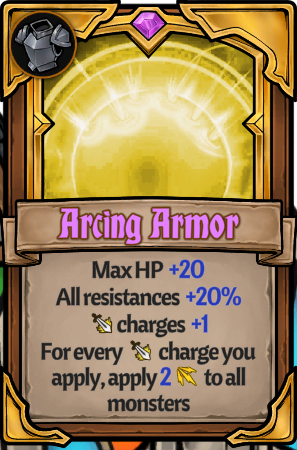 Arcing Armor
Max HP +20
All resistances +20%
charges +1
For every charge you
apply, apply 2 to all
monsters